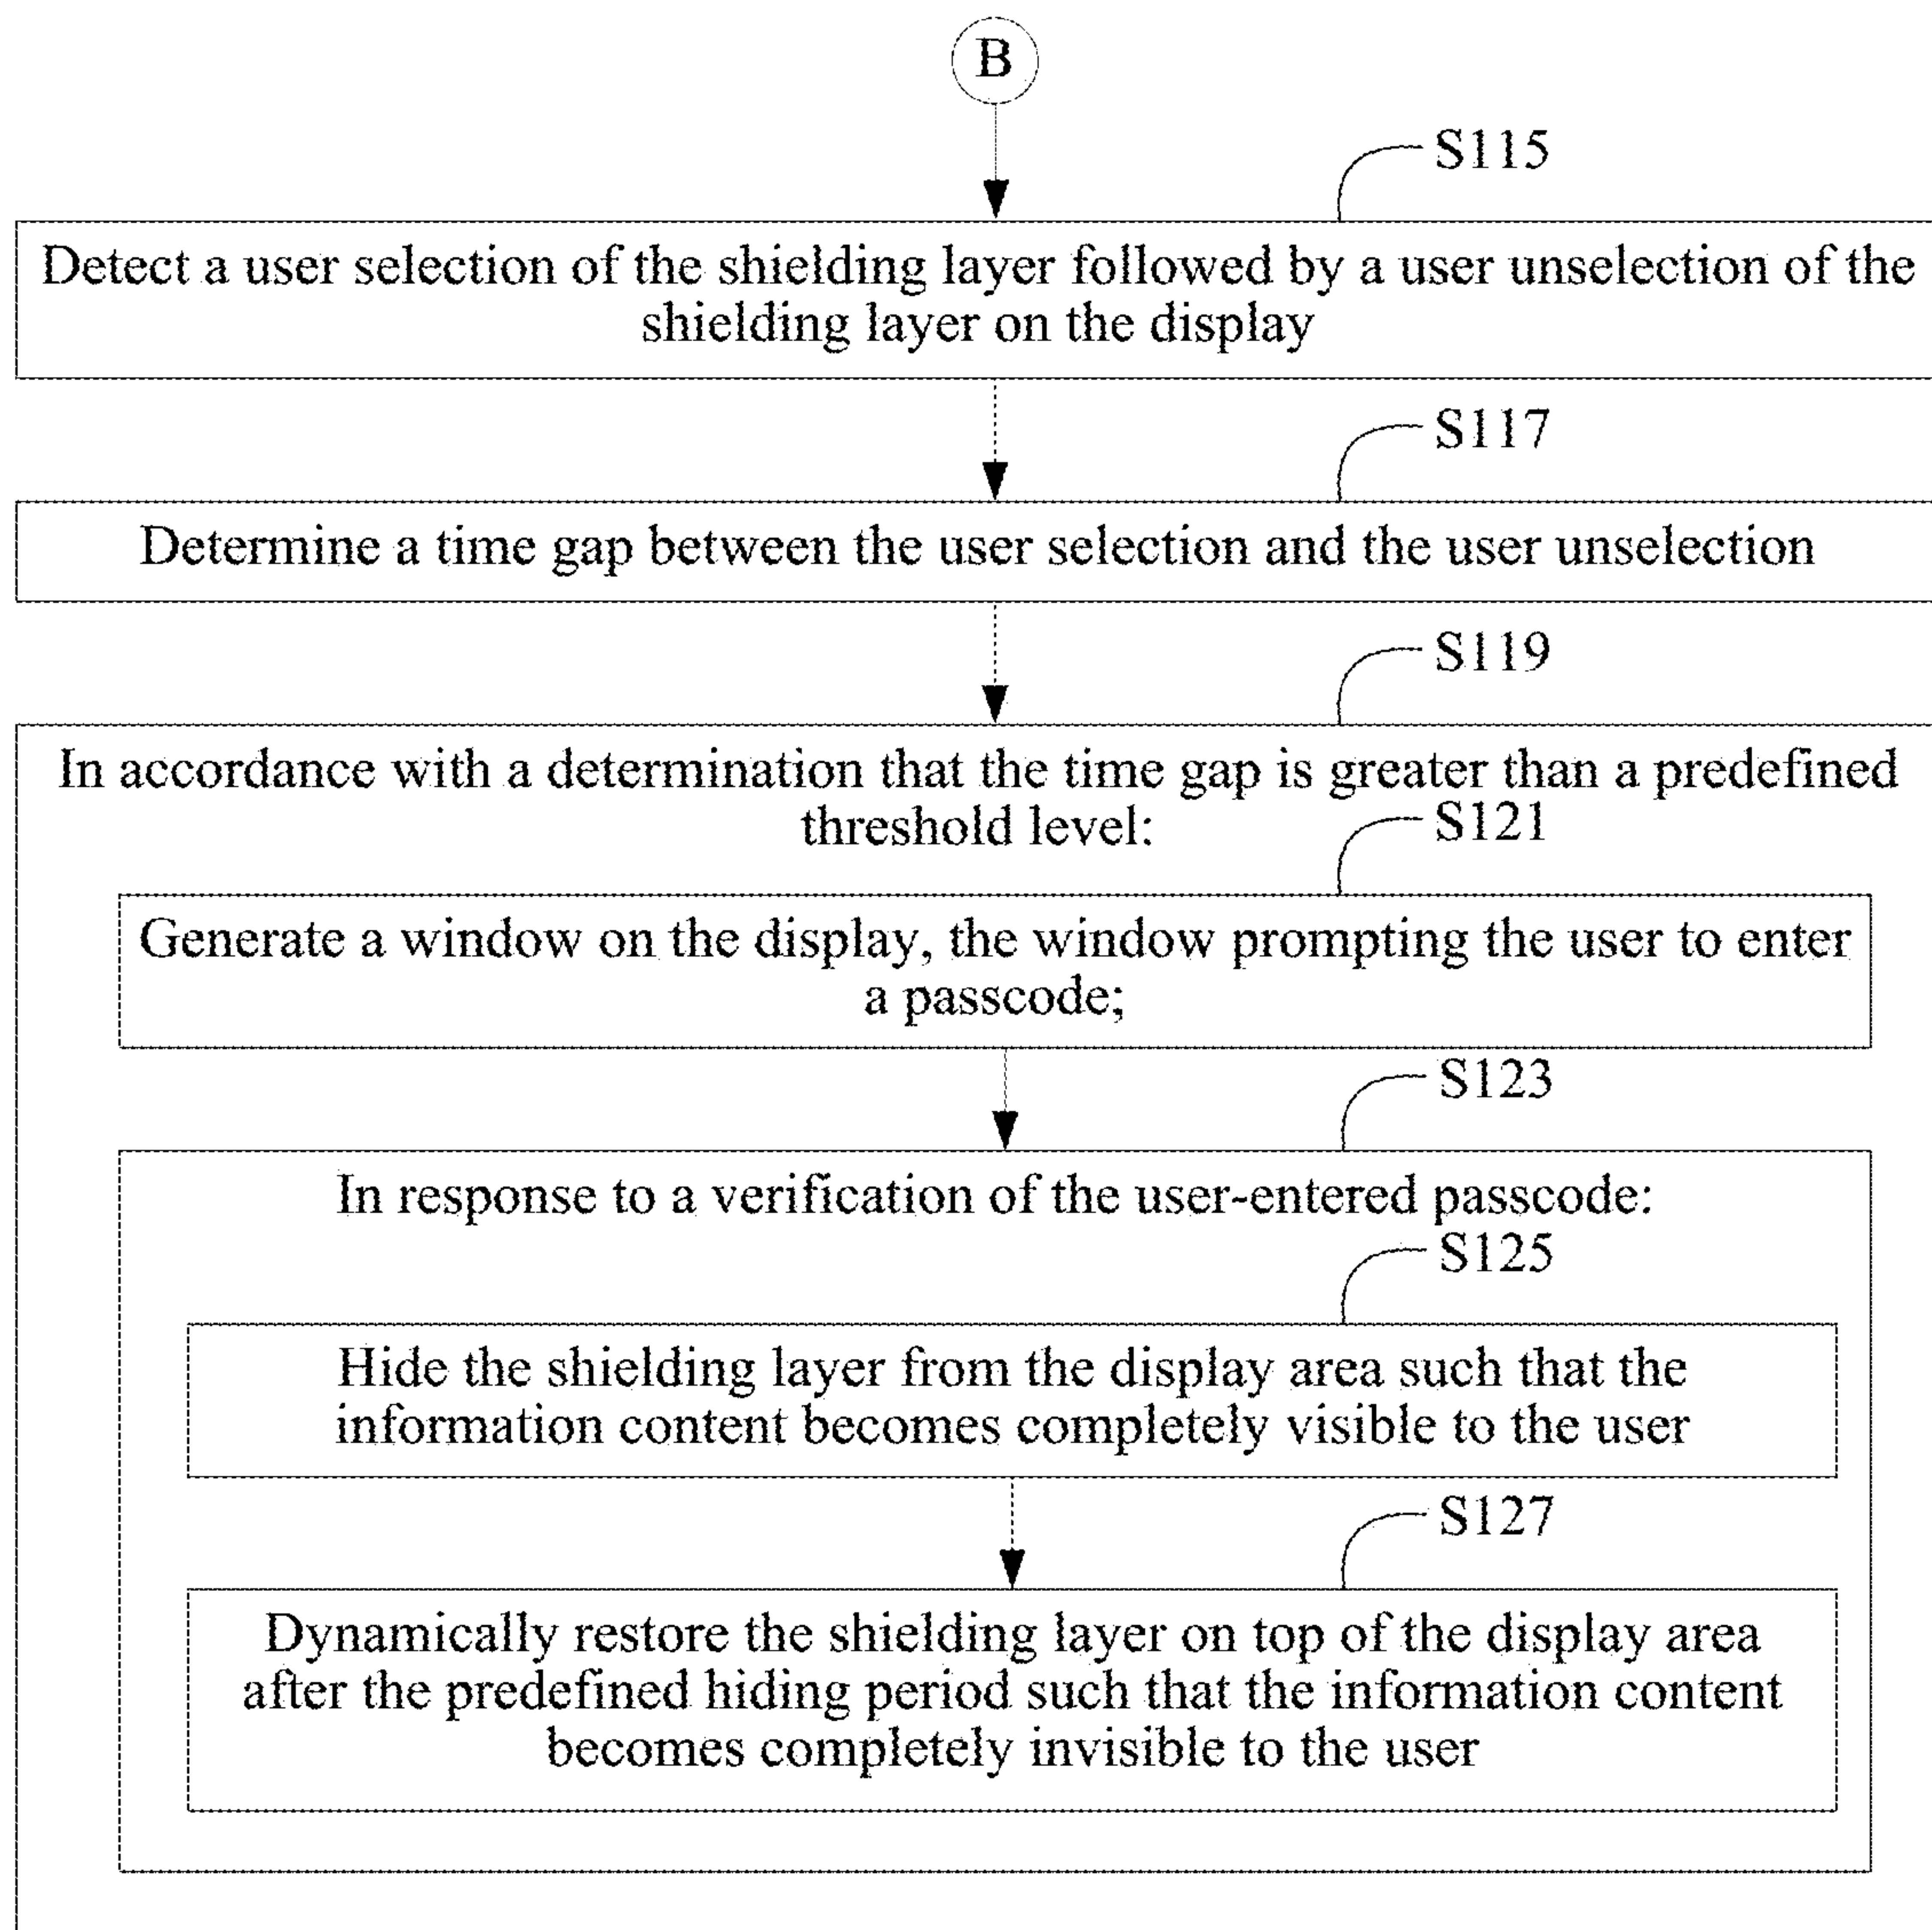 B
S115
Detect a user selection of the shielding layer followed by a user unselection of the
shielding layer on the display
S117
Determine a time gap between the user selection and the user unselection
S119
In accordance with a determination that the time gap is greater than a predefined
threshold level:
S121
Generate a window on the display, the window prompting the user to enter
a passcode;
S123
In response to a verification of the user-entered passcode:
S125
Hide the shielding layer from the display area such that the
information content becomes completely visible to the user
S127
Dynamically restore the shielding layer on top of the display area
after the predefined hiding period such that the information content
becomes completely invisible to the user